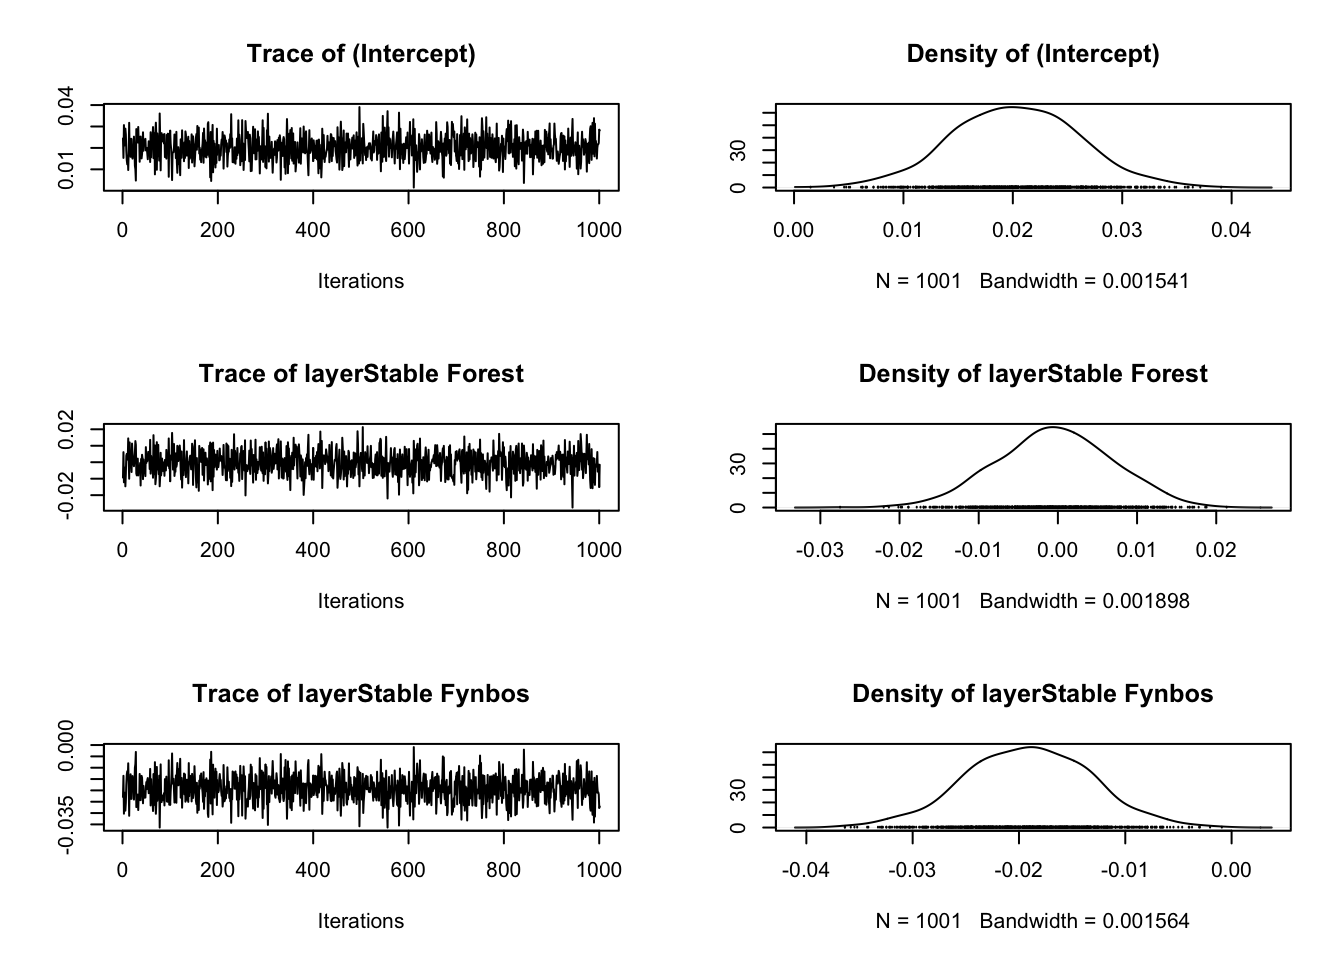 Trace of (Intercept)
0.01 0.04
0 200 400 600 800 1000
Iterations
Density of (Intercept)
0 30
0.00 0.01 0.02 0.03 0.04
N = 1001 Bandwidth = 0.001541
Trace of layerStable Forest
-0.02 0.02
0 200 400 600 800 1000
Iterations
Density of layerStable Forest
0 30
-0.03 -0.02 -0.01 0.00 0.01 0.02
N = 1001 Bandwidth = 0.001898
Trace of layerStable Fynbos
-0.035 0.000
0 200 400 600 800 1000
Iterations
Density of layerStable Fynbos
0 30
-0.04 -0.03 -0.02 -0.01 0.00
N = 1001 Bandwidth = 0.001564